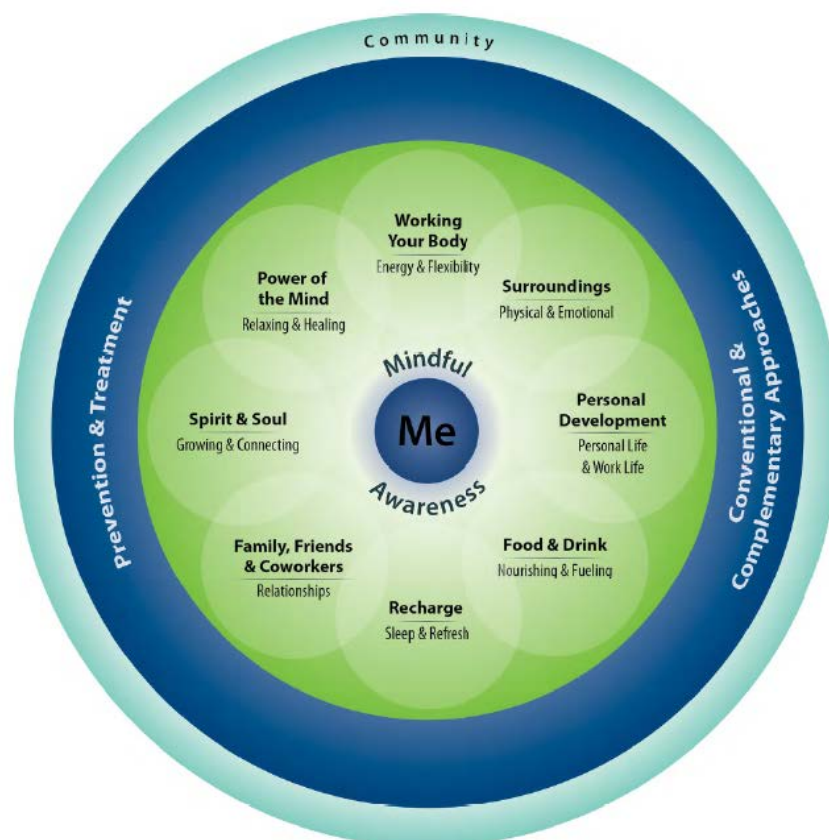 Community
Prevention & Treatment
Conventional &
Complementary Approaches
Working
Your Body
Energy & Flexibility
Surroundings
Physical & Emotional
Personal
Development
Personal Life
& Work Life
Food & Drink
Nourishing & Fueling
Recharge
Sleep & Refresh
Family, Friends
& Coworkers
Relationships
Spirit & Soul
Growing & Connecting
Power of
the Mind
Relaxing & Healing
Mindful
Me
Awareness